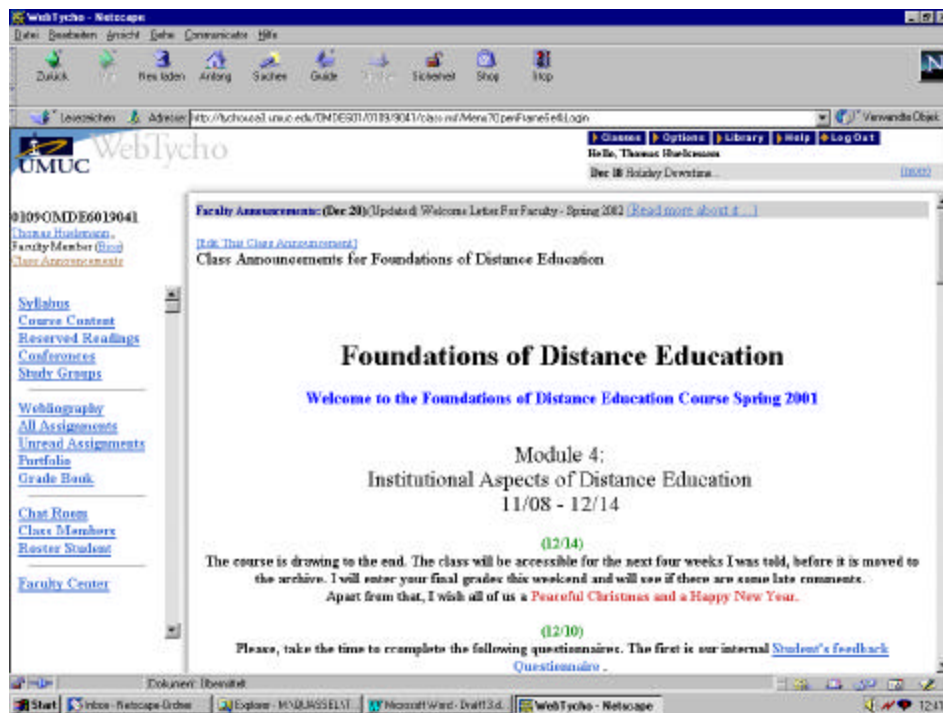 WebTycho - Netscape
Datei Bearbeiten Ansicht Gehe Communicator Hilfe
Zurück Neu laden Anfang Suchen Guide Sicherheit Shop Stop
N
Lesezeichen Adresse
Verwandte Objekt
UMUC WebTycho
Classes Options Library Help Log Out
Hello, Thomas Huelsmann
Dec 18 Holiday Downtime...
0109OMDE6019041
Thomas Huelsmann,
Faculty Member (Bios)
Class Announcements
Syllabus
Course Content
Reserved Readings
Conferences
Study Groups
Webliography
All Assignments
Unread Assignments
Portfolio
Grade Book
Chat Room
Class Members
Roster Student
Faculty Center
Faculty Announcements: (Dec 20)(Updated) Welcome Letter For Faculty - Spring 2002 [Read more about it ...]
[Edit This Class Announcement]
Class Announcements for Foundations of Distance Education
Foundations of Distance Education
Welcome to the Foundations of Distance Education Course Spring 2001
Module 4:
Institutional Aspects of Distance Education
11/08 - 12/14
(12/14)
The course is drawing to the end. The class will be accessible for the next four weeks I was told, before it is moved to
the archive. I will enter your final grades this weekend and will see if there are some late comments.
Apart from that, I wish all of us a Peaceful Christmas and a Happy New Year.
(12/10)
Please, take the time to ccomplete the following questionnaires. The first is our internal Student's feedback
Questionnaire .
Dokument: Übermittelt
Start Inbox - Netscape Ordner Explorer - Microsoft Word - WebTycho - Netscape